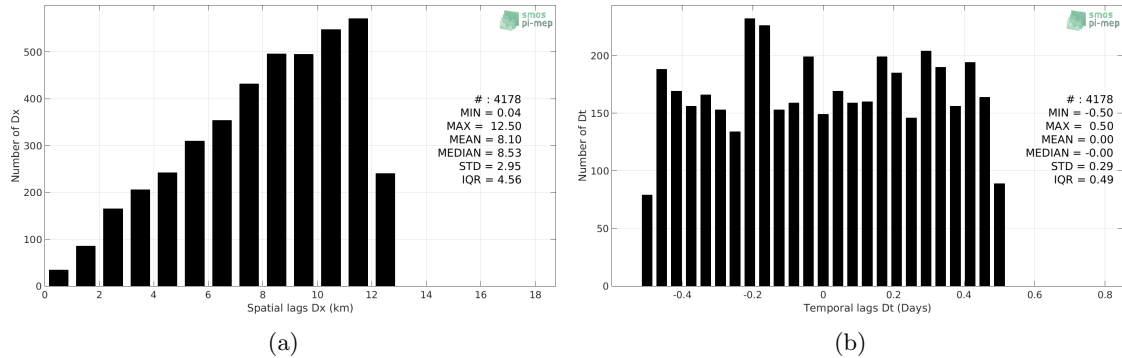 smos
pi-mep
500
400
300
200
100
0
Number of Dx
# : 4178
MIN = 0.04
MAX = 12.50
MEAN = 8.10
MEDIAN = 8.53
STD = 2.95
IQR = 4.56
0 2 4 6 8 10 12 14 16 18
Spatial lags Dx (km)
(a)
smos
pi-mep
200
150
100
50
0
Number of Dt
# : 4178
MIN = -0.50
MAX = 0.50
MEAN = 0.00
MEDIAN = -0.00
STD = 0.29
IQR = 0.49
-0.4 -0.2 0 0.2 0.4 0.6 0.8
Temporal lags Dt (Days)
(b)